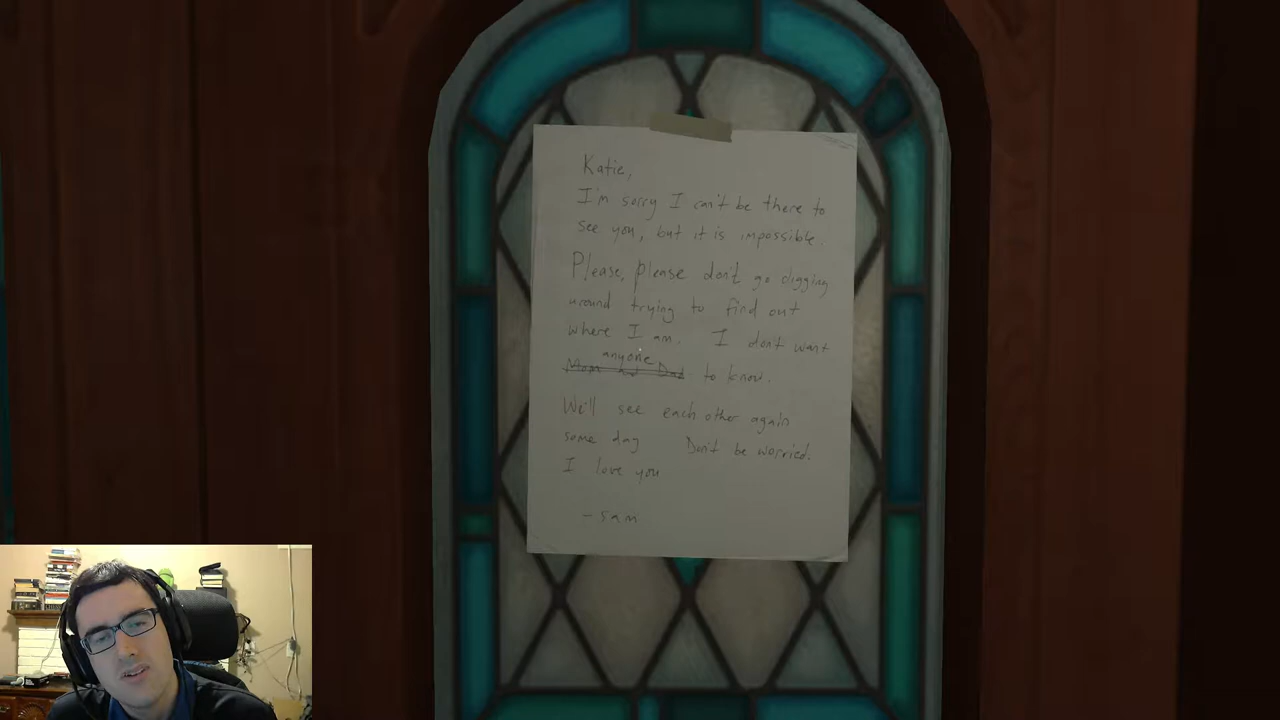 Katie,
I'm sorry I can't be there to
see you, but it is impossible.
Please, please don't go digging
around trying to find out
where I am. I don't want
anyone
Mom and Dad to know.
We'll see each other again
some day Don't be worried.
I love you
- Sam